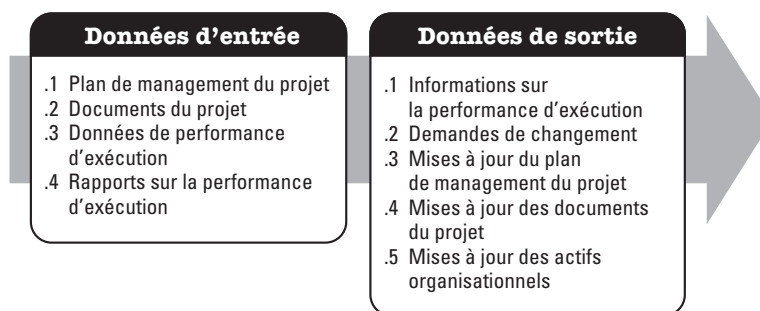 Données d’entrée
.1 Plan de management du projet
.2 Documents du projet
.3 Données de performance
d’exécution
.4 Rapports sur la performance
d’exécution
Données de sortie
.1 Informations sur
la performance d’exécution
.2 Demandes de changement
.3 Mises à jour du plan
de management du projet
.4 Mises à jour des documents
du projet
.5 Mises à jour des actifs
organisationnels